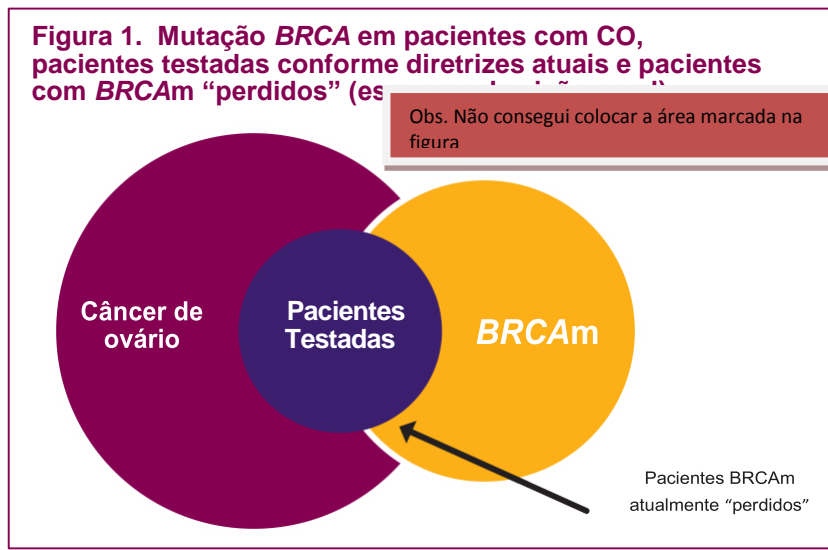 Figura 1. Mutação BRCA em pacientes com CO,
pacientes testadas conforme diretrizes atuais e pacientes
com BRCAm “perdidos”
Obs. Não consegui colocar a área marcada na
figura
Câncer de
ovário
Pacientes
Testadas
BRCAm
Pacientes BRCAm
atualmente “perdidos”